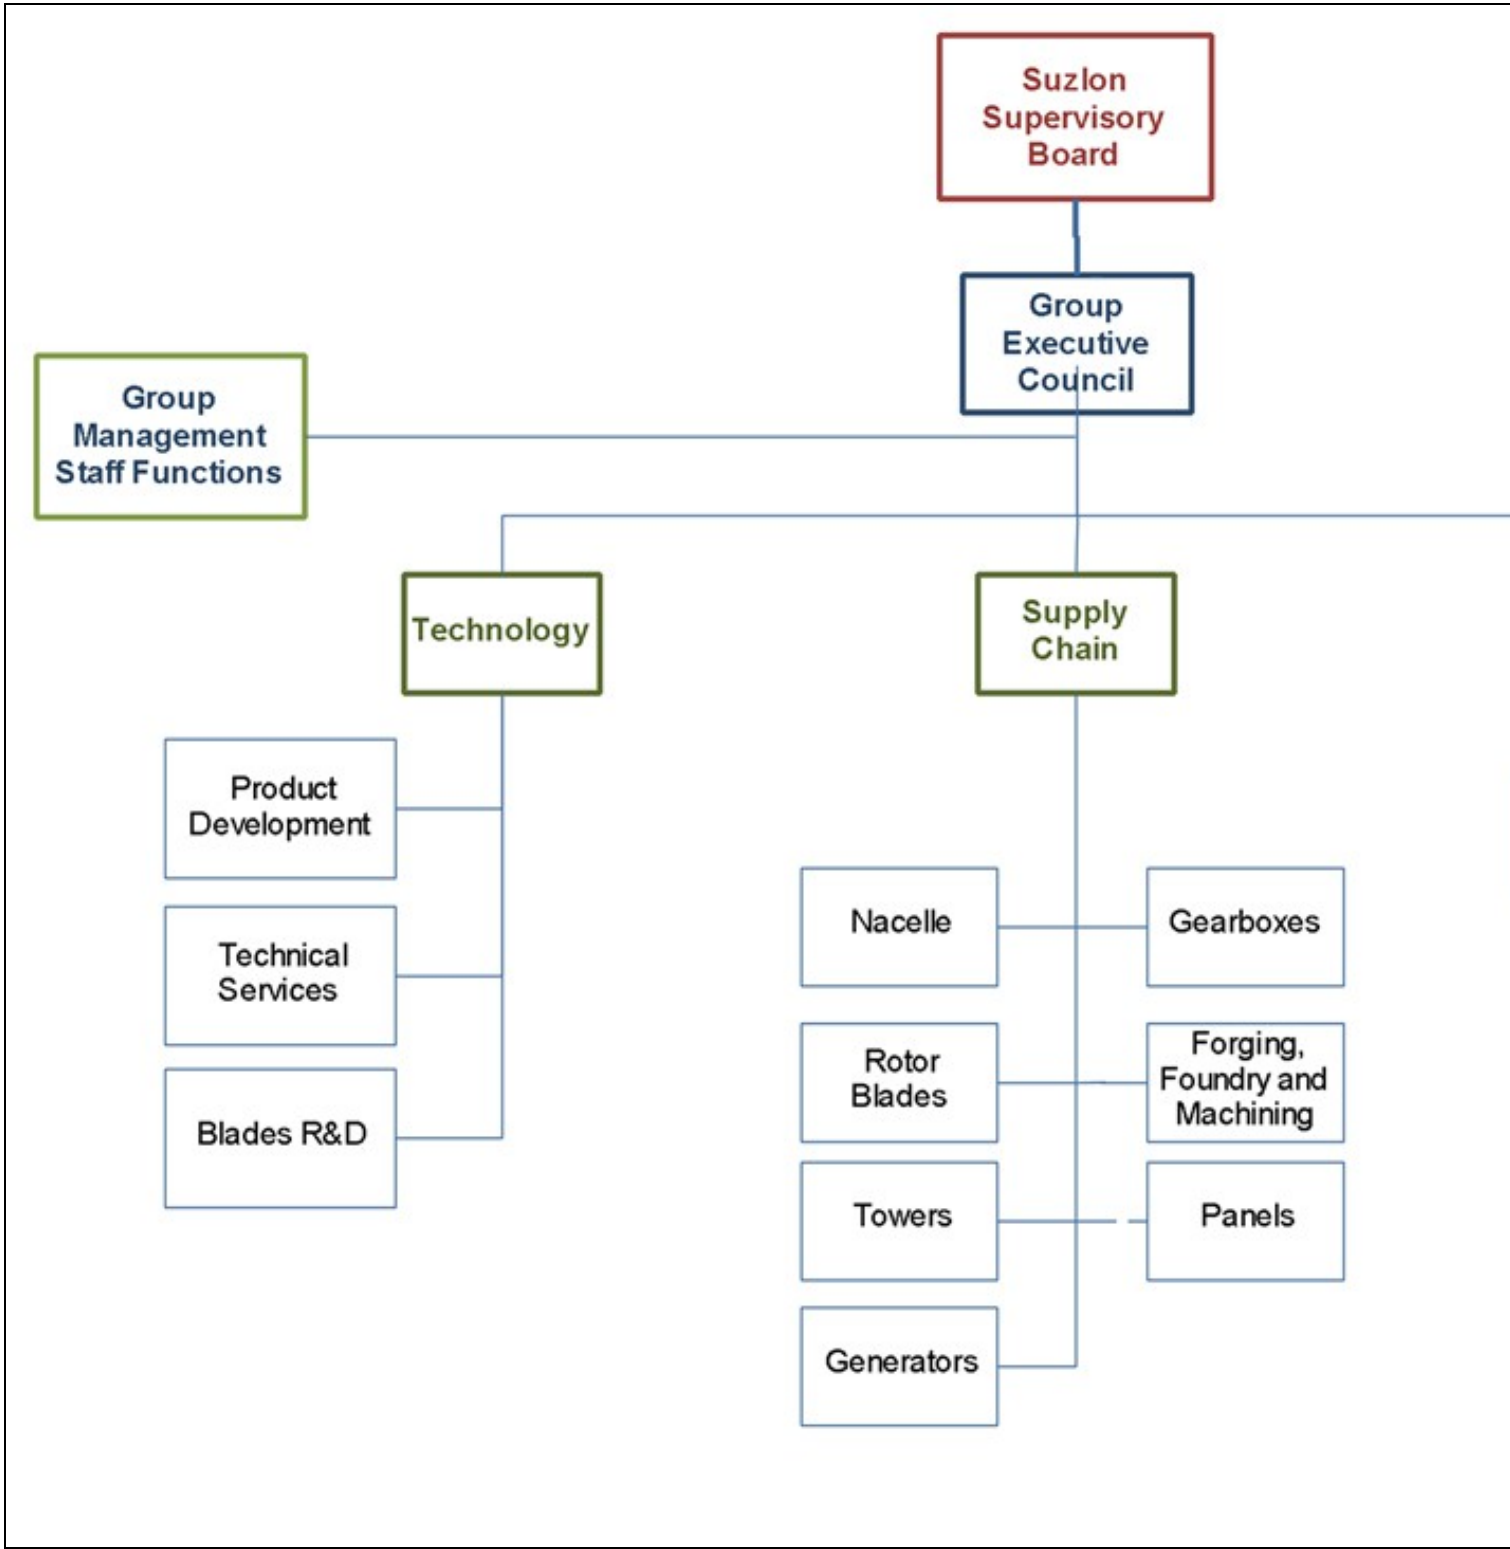 Suzlon
Supervisory
Board
Group
Executive
Council
Group
Management
Staff Functions
Technology
Supply
Chain
Product
Development
Technical
Services
Blades R&D
Nacelle
Gearboxes
Rotor
Blades
Forging,
Foundry and
Machining
Towers
Panels
Generators